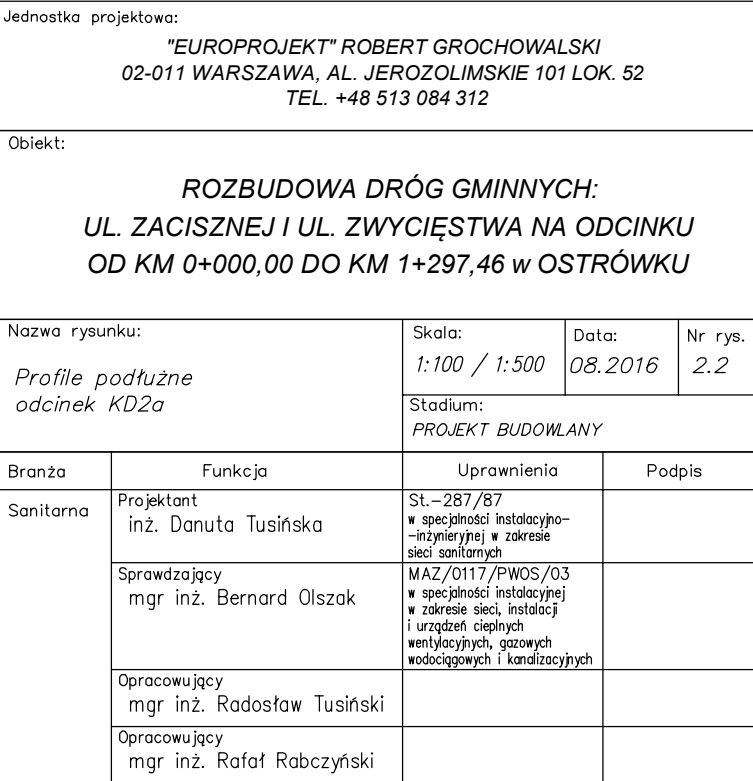 Jednostka projektowa:
"EUROPROJEKT" ROBERT GROCHOWALSKI
02-011 WARSZAWA, AL. JEROZOLIMSKIE 101 LOK. 52
TEL. +48 513 084 312
Obiekt:
ROZBUDOWA DRÓG GMINNYCH:
UL. ZACISZNEJ I UL. ZWYCIĘSTWA NA ODCINKU
OD KM 0+000,00 DO KM 1+297,46 w OSTRÓWKU
Nazwa rysunku:
Profile podłużne
odcinek KD2a
Skala:
1:100 / 1:500
Data:
08.2016
Nr rys.
2.2
Stadium:
PROJEKT BUDOWLANY
Branża
Funkcja
Uprawnienia
Podpis
Sanitarna
Projektant
inż. Danuta Tusińska
St.-287/87
w specjalności instalacyjno-
-inżynieryjnej w zakresie
sieci sanitarnych
Sprawdzający
mgr inż. Bernard Olszak
MAZ/0117/PWOS/03
w specjalności instalacyjnej
w zakresie sieci, instalacji
i urządzeń cieplnych
wentylacyjnych, gazowych
wodociągowych i kanalizacyjnych
Opracowujący
mgr inż. Radosław Tusiński
Opracowujący
mgr inż. Rafał Rabczyński